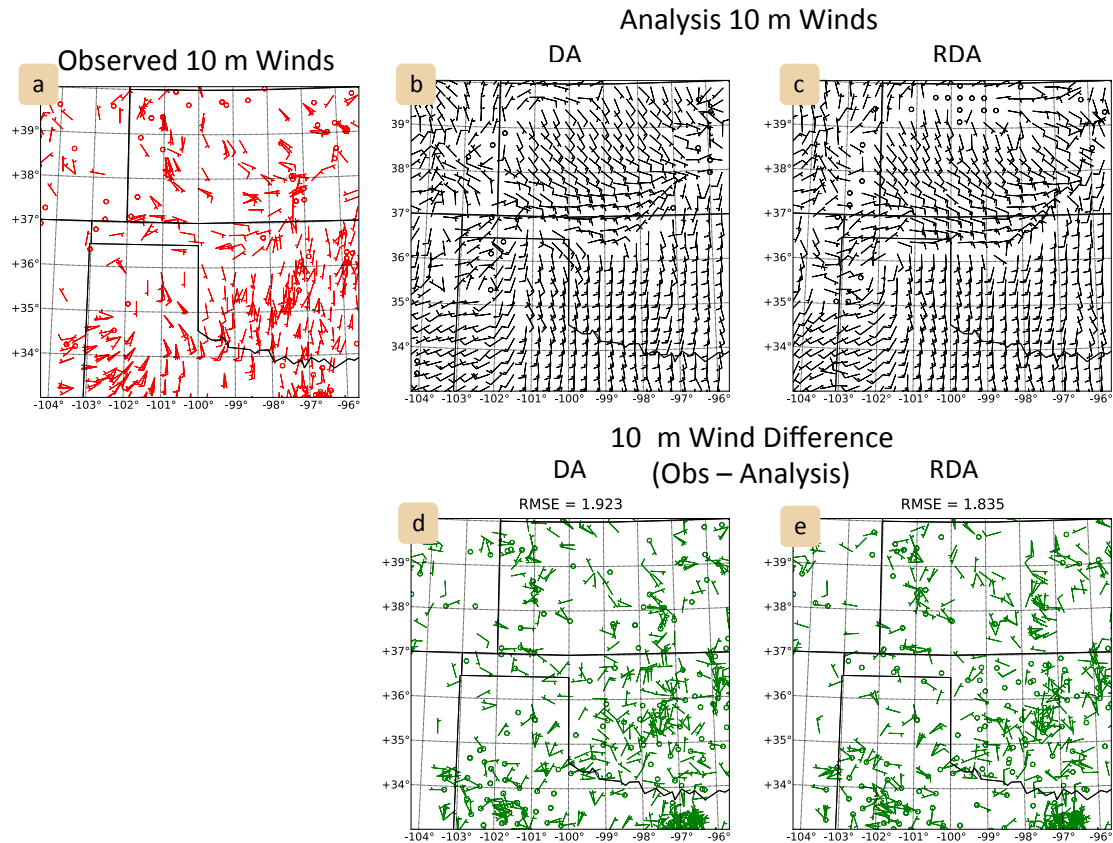 Analysis 10 m Winds
Observed 10 m Winds
DA
RDA
a
b
c
+39°
+38°
+37°
+36°
+35°
+34°
-104° -103° -102° -101° -100° -99° -98° -97° -96°
+39°
+38°
+37°
+36°
+35°
+34°
-104° -103° -102° -101° -100° -99° -98° -97° -96°
+39°
+38°
+37°
+36°
+35°
+34°
-104° -103° -102° -101° -100° -99° -98° -97° -96°
10 m Wind Difference
DA (Obs – Analysis) RDA
RMSE = 1.923
RMSE = 1.835
d
e
+39°
+38°
+37°
+36°
+35°
+34°
-104° -103° -102° -101° -100° -99° -98° -97° -96°
+39°
+38°
+37°
+36°
+35°
+34°
-104° -103° -102° -101° -100° -99° -98° -97° -96°